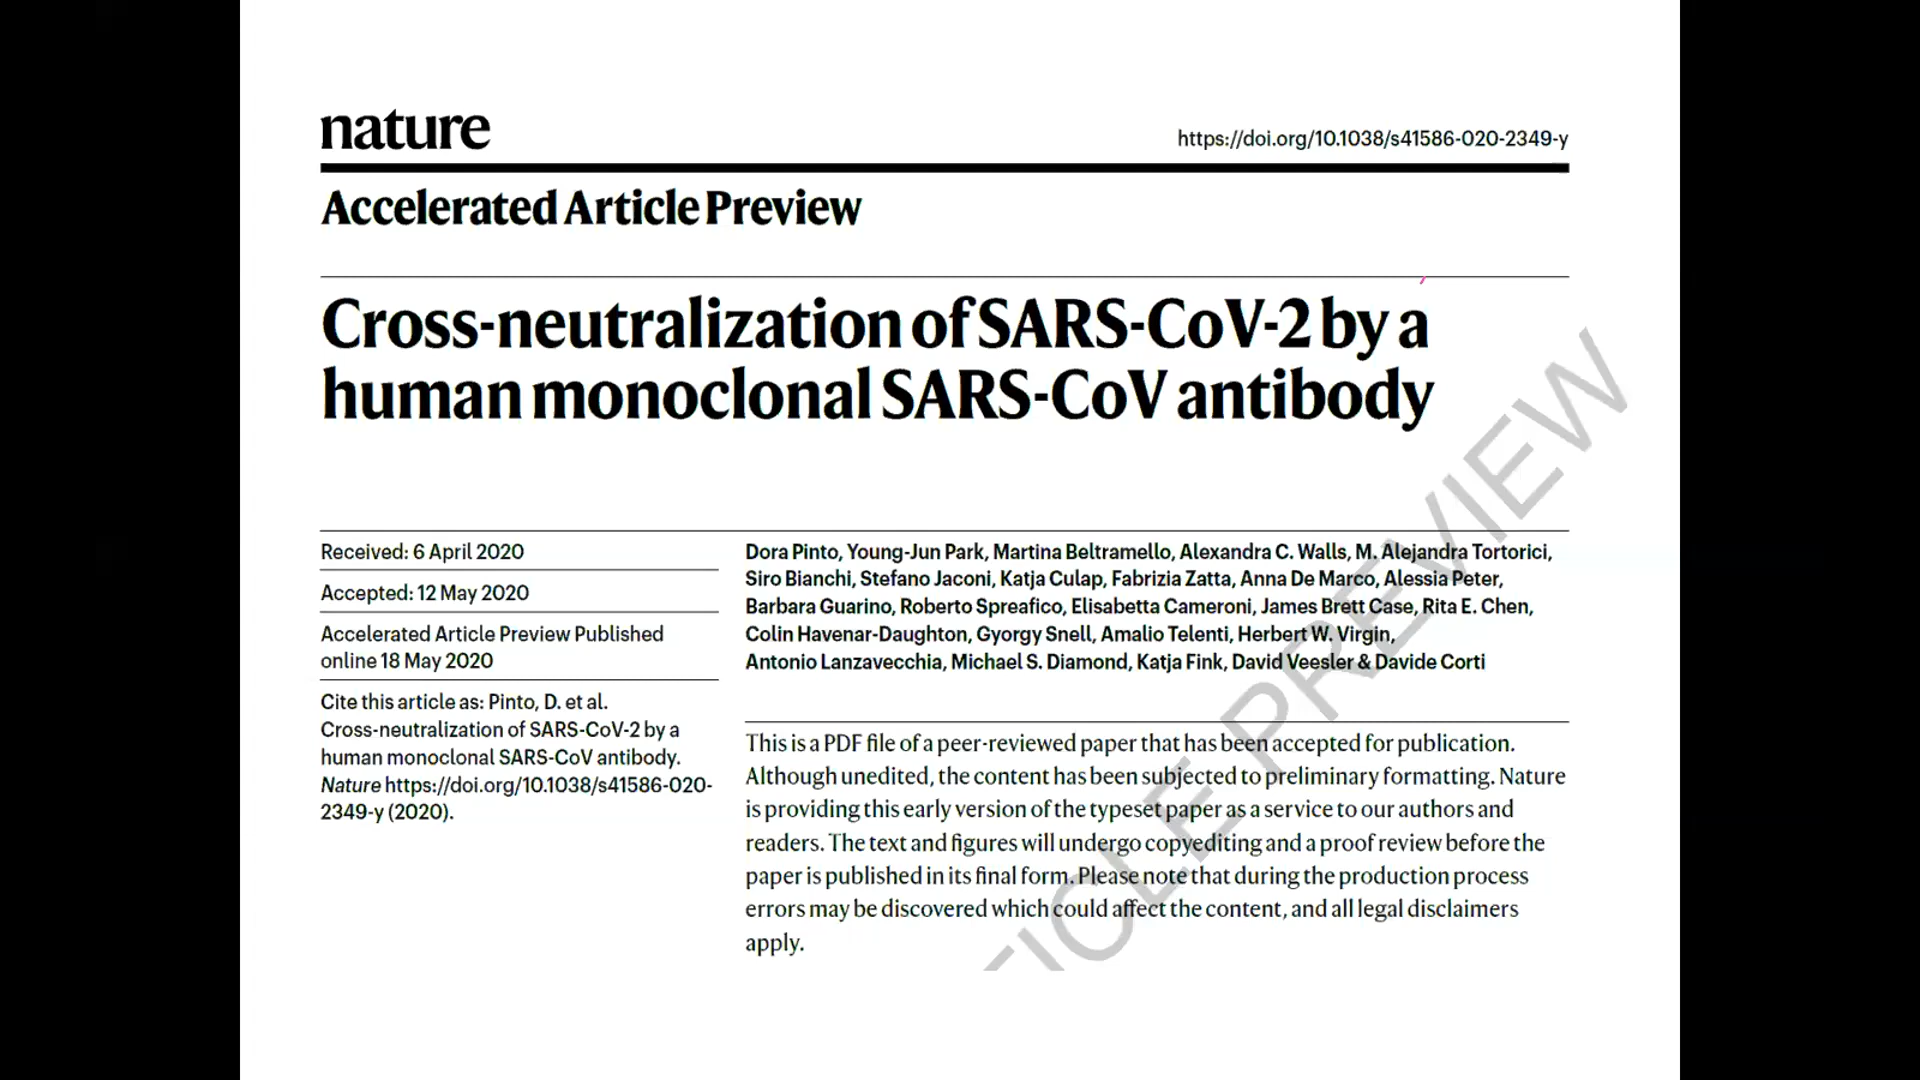 nature
https://doi.org/10.1038/s41586-020-2349-y
Accelerated Article Preview
Cross-neutralization of SARS-CoV-2 by a
human monoclonal SARS-CoV antibody
Received: 6 April 2020
Accepted: 12 May 2020
Accelerated Article Preview Published
online 18 May 2020
Cite this article as: Pinto, D. et al.
Cross-neutralization of SARS-CoV-2 by a
human monoclonal SARS-CoV antibody.
Nature https://doi.org/10.1038/s41586-020-
2349-y (2020).
Dora Pinto, Young-Jun Park, Martina Beltramello, Alexandra C. Walls, M. Alejandra Tortorici,
Siro Bianchi, Stefano Jaconi, Katja Culap, Fabrizia Zatta, Anna De Marco, Alessia Peter,
Barbara Guarino, Roberto Spreafico, Elisabetta Cameroni, James Brett Case, Rita E. Chen,
Colin Havenar-Daughton, Gyorgy Snell, Amalio Telenti, Herbert W. Virgin,
Antonio Lanzavecchia, Michael S. Diamond, Katja Fink, David Veesler & Davide Corti
This is a PDF file of a peer-reviewed paper that has been accepted for publication.
Although unedited, the content has been subjected to preliminary formatting. Nature
is providing this early version of the typeset paper as a service to our authors and
readers. The text and figures will undergo copyediting and a proof review before the
paper is published in its final form. Please note that during the production process
errors may be discovered which could affect the content, and all legal disclaimers
apply.
TICLE PREVIEW